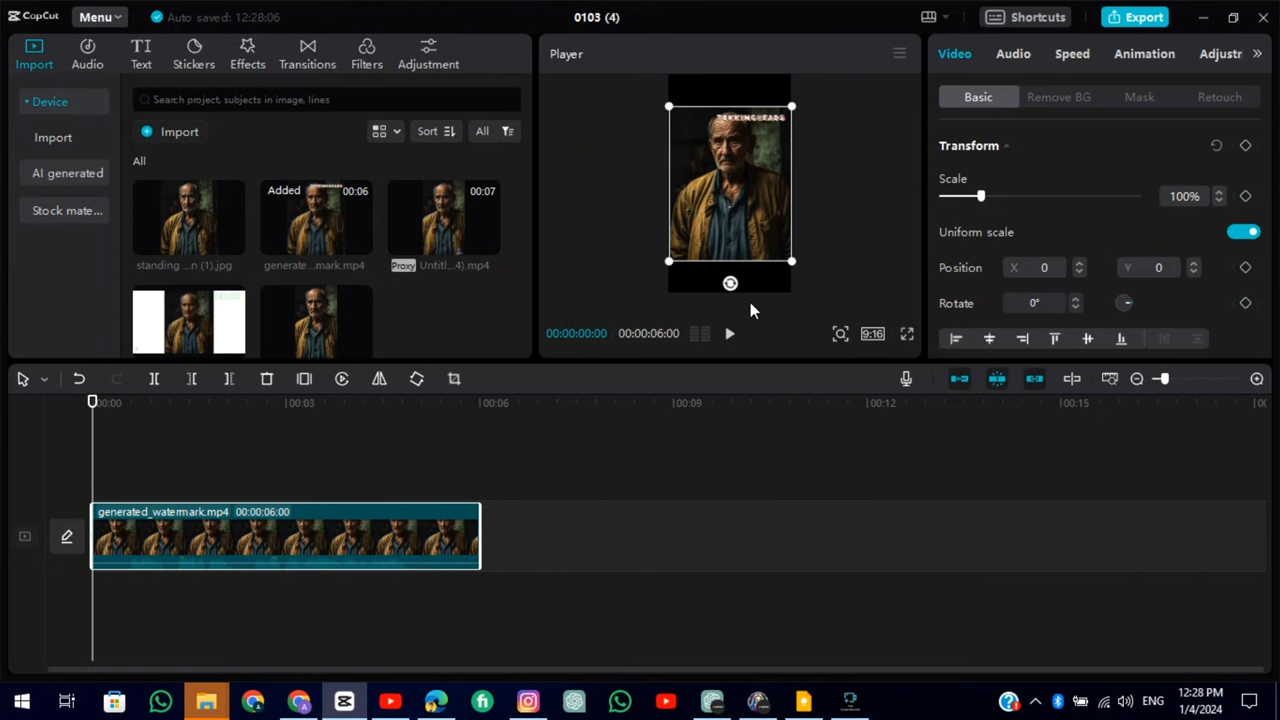 CapCut
Menu
Auto saved: 12:28:06
0103 (4)
Shortcuts
Export
Import
Audio
Text
Stickers
Effects
Transitions
Filters
Adjustment
Player
Video
Audio
Speed
Animation
Adjustr
Device
Search project, subjects in image, lines
Basic
Remove BG
Mask
Retouch
Import
Import
Sort
All
All
Transform
AI generated
Scale
100%
Added
00:06
00:07
Stock mate...
Uniform scale
standing ...n (1).jpg
generate...mark.mp4
Proxy
Untitl...4).mp4
Position
X 0
Y 0
Rotate
0°
00:00:00:00
00:00:06:00
9:16
00:00
00:03
00:06
00:09
00:12
00:15
generated_watermark.mp4 00:00:06:00
ENG
12:28 PM
1/4/2024